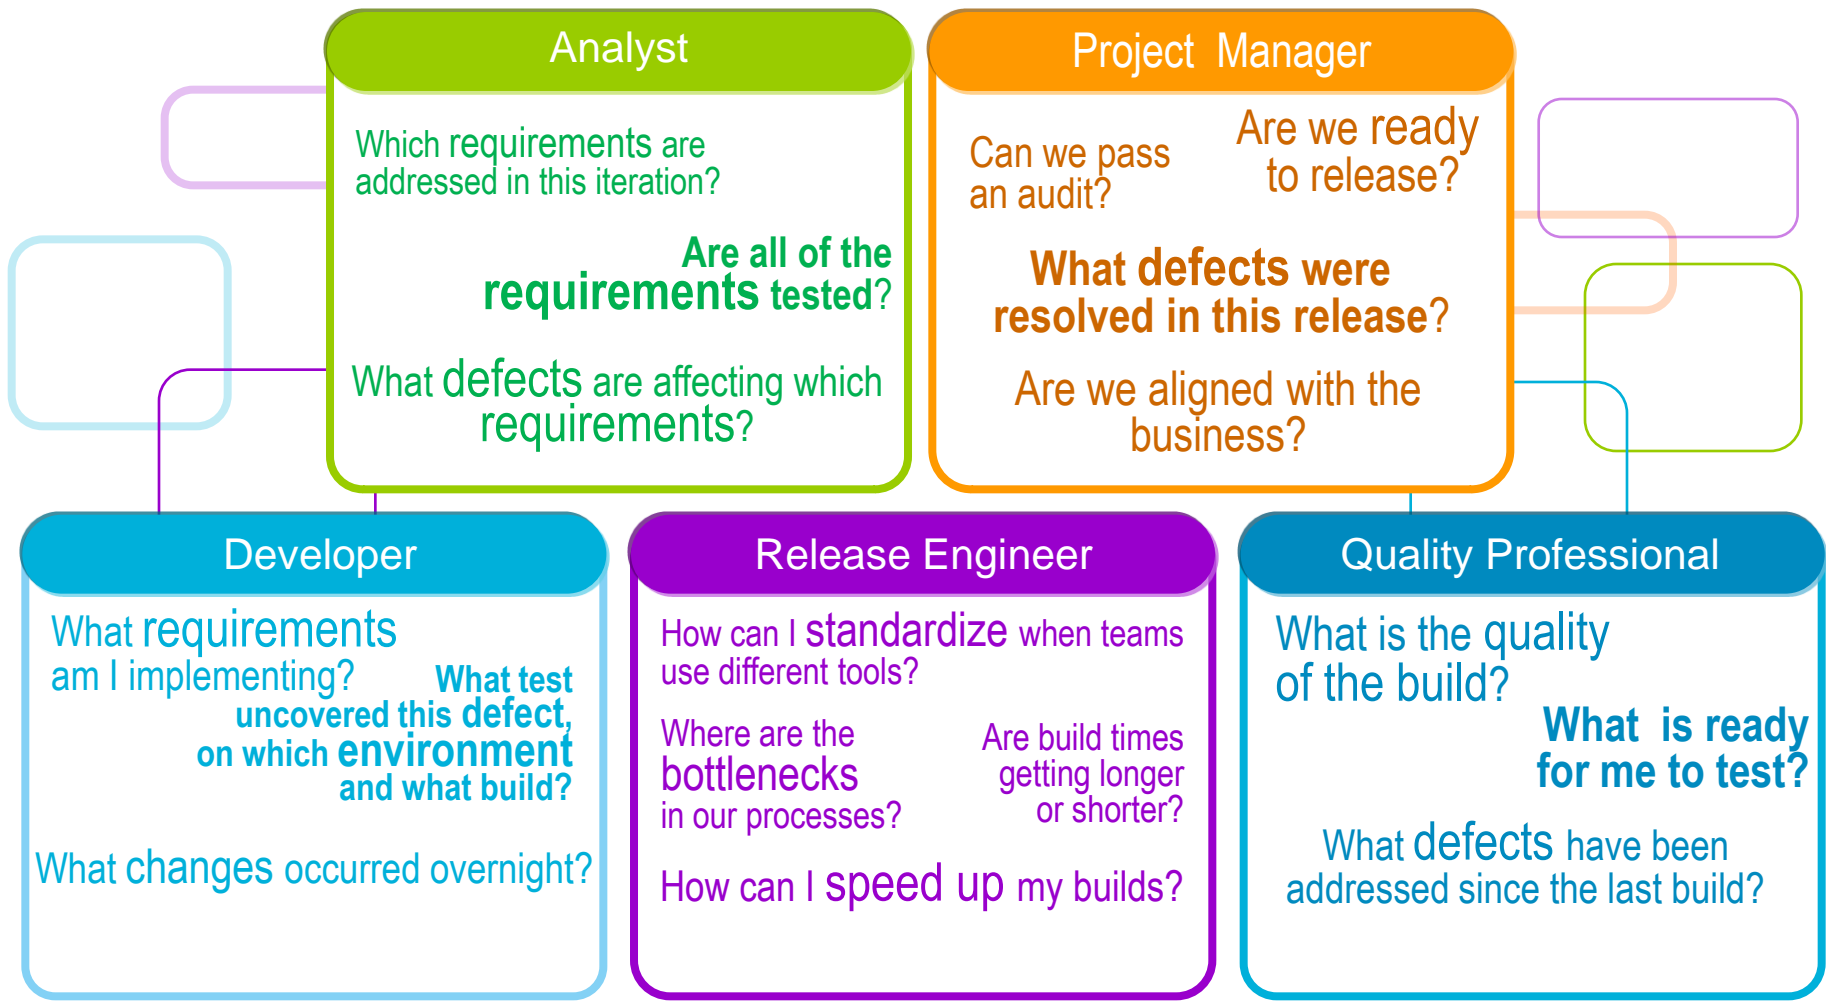 Analyst
Which requirements are
addressed in this iteration?
Are all of the
requirements tested?
What defects are affecting which
requirements?
Project Manager
Can we pass
an audit?
Are we ready
to release?
What defects were
resolved in this release?
Are we aligned with the
business?
Developer
What requirements
am I implementing?
What test
uncovered this defect,
on which environment
and what build?
What changes occurred overnight?
Release Engineer
How can I standardize when teams
use different tools?
Where are the
bottlenecks
in our processes?
Are build times
getting longer
or shorter?
How can I speed up my builds?
Quality Professional
What is the quality
of the build?
What is ready
for me to test?
What defects have been
addressed since the last build?